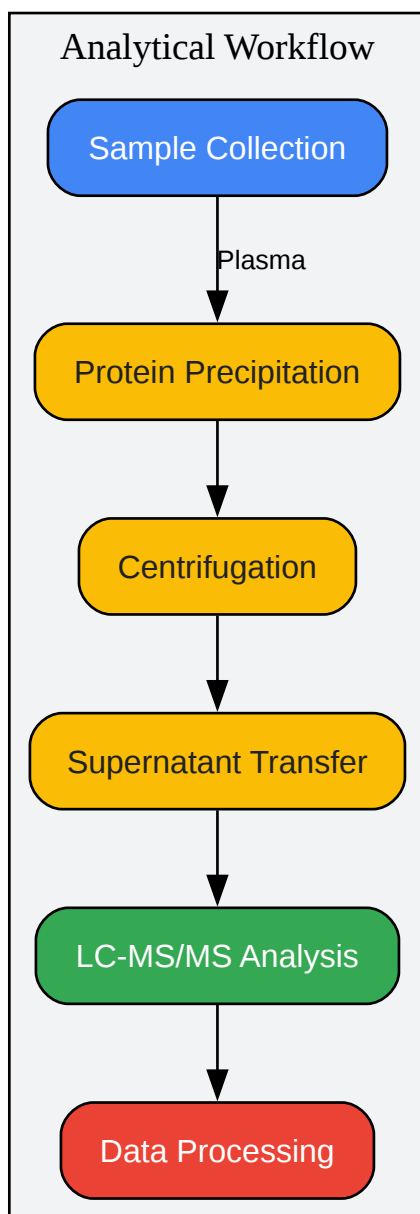 Analytical Workflow
Sample Collection
Plasma
Protein Precipitation
Centrifugation
Supernatant Transfer
LC-MS/MS Analysis
Data Processing